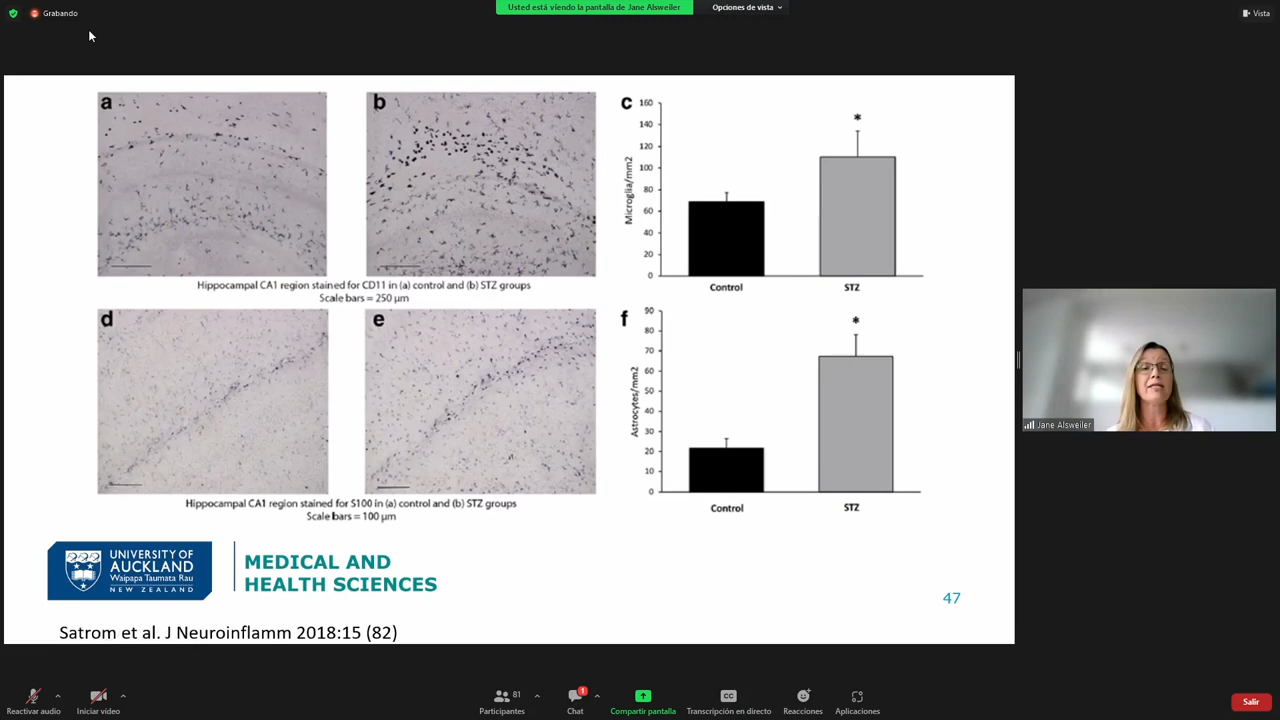 Grabando
Usted está viendo la pantalla de Jane Alsweiler
Opciones de vista
Vista
a
b
c
160
140
120
100
80
60
40
20
0
Microglia/mm2
*
Control
STZ
Hippocampal CA1 region stained for CD11 in (a) control and (b) STZ groups
Scale bars = 250 µm
d
e
f
90
80
70
60
50
40
30
20
10
0
Astrocytes/mm2
*
Control
STZ
Hippocampal CA1 region stained for S100 in (a) control and (b) STZ groups
Scale bars = 100 µm
Jane Alsweiler
UNIVERSITY OF
AUCKLAND
Waipapa Taumata Rau
NEW ZEALAND
MEDICAL AND
HEALTH SCIENCES
47
Satrom et al. J Neuroinflamm 2018:15 (82)
Reactivar audio
Iniciar video
81
Participantes
1
Chat
Compartir pantalla
CC
Transcripción en directo
Reacciones
Aplicaciones
Salir